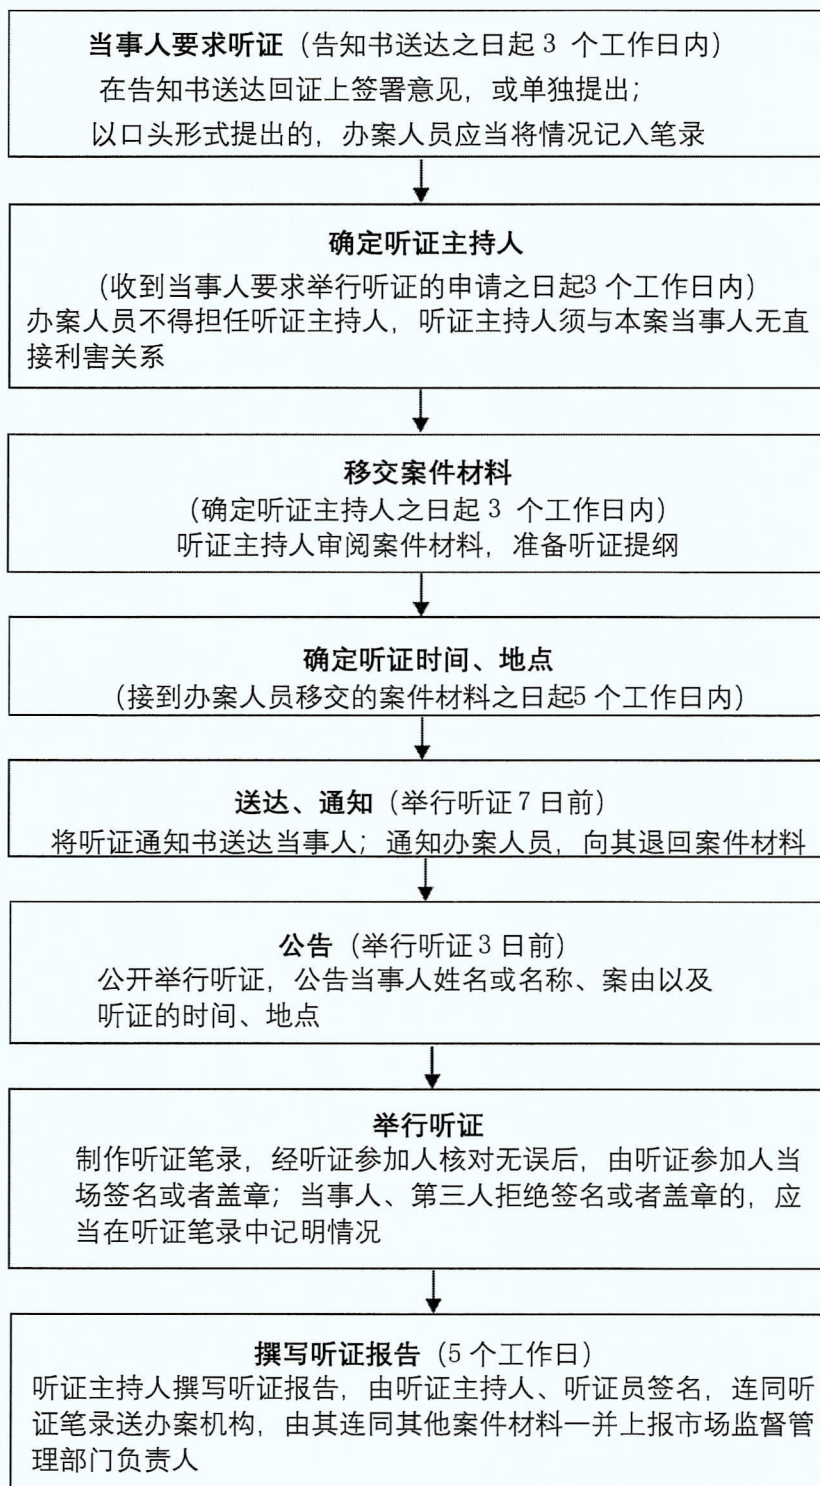 当事人要求听证（告知书送达之日起 3 个工作日内）
在告知书送达回证上签署意见，或单独提出；
以口头形式提出的，办案人员应当将情况记入笔录
确定听证主持人
（收到当事人要求举行听证的申请之日起3 个工作日内）
办案人员不得担任听证主持人，听证主持人须与本案当事人无直
接利害关系
移交案件材料
（确定听证主持人之日起 3 个工作日内）
听证主持人审阅案件材料，准备听证提纲
确定听证时间、地点
（接到办案人员移交的案件材料之日起5 个工作日内）
送达、通知（举行听证 7 日前）
将听证通知书送达当事人；通知办案人员，向其退回案件材料
公告（举行听证 3 日前）
公开举行听证，公告当事人姓名或名称、案由以及
听证的时间、地点
举行听证
制作听证笔录，经听证参加人核对无误后，由听证参加人当
场签名或者盖章；当事人、第三人拒绝签名或者盖章的，应
当在听证笔录中记明情况
撰写听证报告（5 个工作日）
听证主持人撰写听证报告，由听证主持人、听证员签名，连同听
证笔录送办案机构，由其连同其他案件材料一并上报市场监督管
理部门负责人